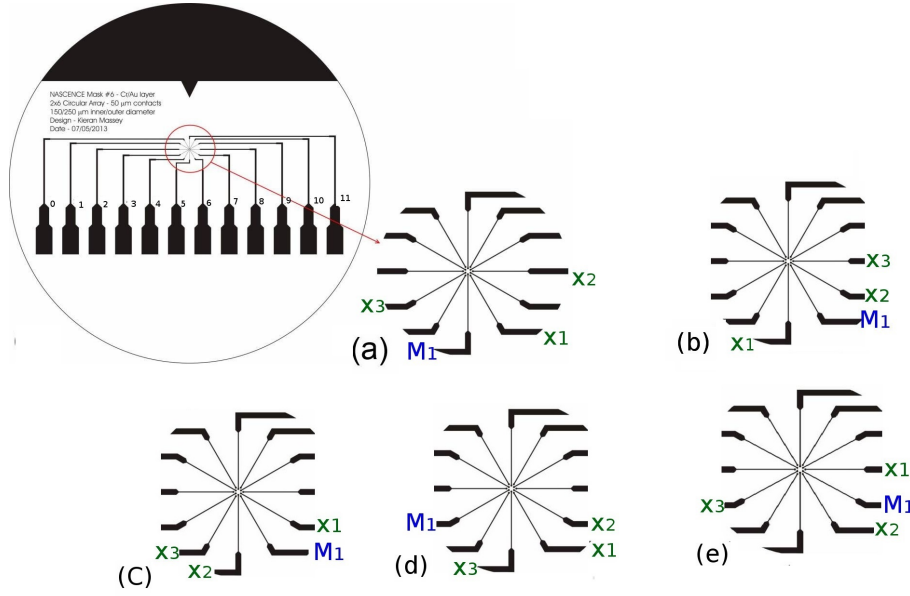 NASCENCE Mask #6 - Cr/Au layer
2x6 Circular Array - 50 μm contacts
150/250 μm inner/outer diameter
Design - Kieran Massey
Date - 07/05/2013
0 1 2 3 4 5 6 7 8 9 10 11
x2
x3
x1
M1
(a)
x3
x2
M1
x1
(b)
x1
x3
M1
x2
(C)
M1
x2
x1
x3
(d)
x1
x3
M1
x2
(e)